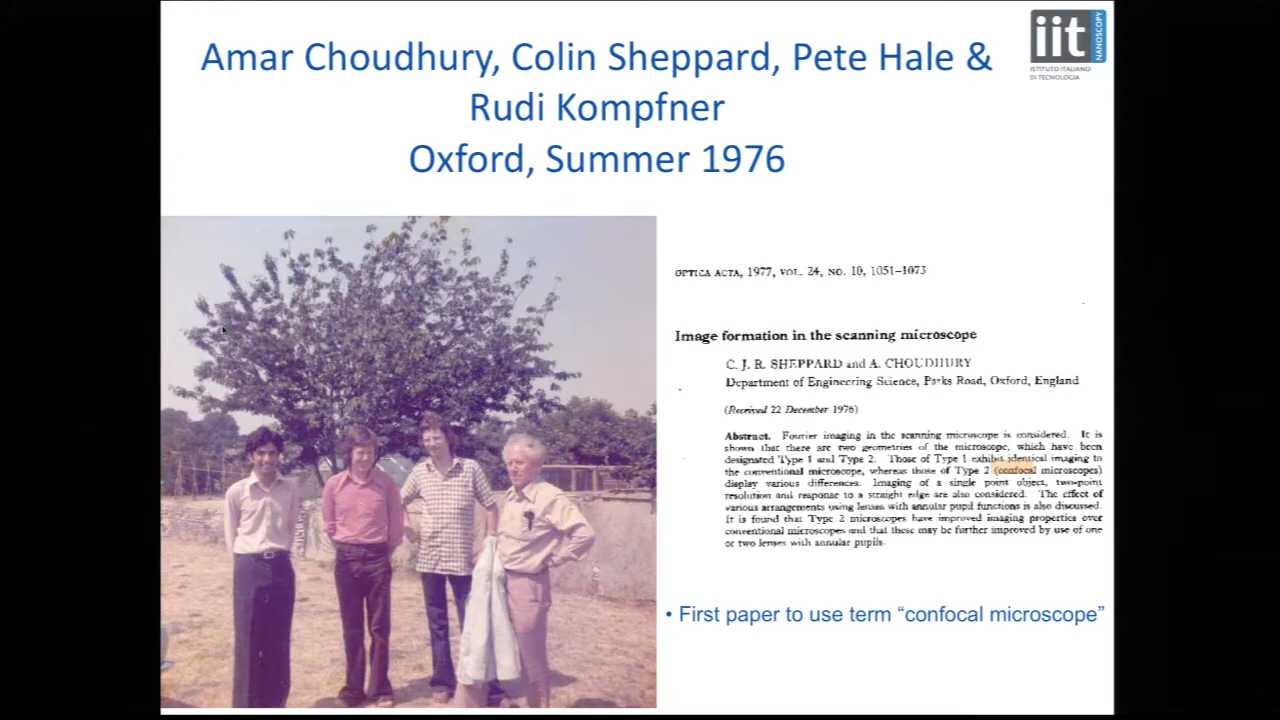 Amar Choudhury, Colin Sheppard, Pete Hale &
Rudi Kompfner
Oxford, Summer 1976
iit
NANOSCOPY
ISTITUTO ITALIANO
DI TECNOLOGIA
OPTICA ACTA, 1977, VOL. 24, NO. 10, 1051–1073
Image formation in the scanning microscope
C. J. R. SHEPPARD and A. CHOUDHURY
Department of Engineering Science, Parks Road, Oxford, England
(Received 22 December 1976)
Abstract. Fourier imaging in the scanning microscope is considered. It is
shown that there are two geometries of the microscope, which have been
designated Type 1 and Type 2. Those of Type 1 exhibit identical imaging to
the conventional microscope, whereas those of Type 2 (confocal microscopes)
display various differences. Imaging of a single point object, two-point
resolution and response to a straight edge are also considered. The effect of
various arrangements using lenses with annular pupil functions is also discussed.
It is found that Type 2 microscopes have improved imaging properties over
conventional microscopes and that these may be further improved by use of one
or two lenses with annular pupils.
• First paper to use term “confocal microscope”